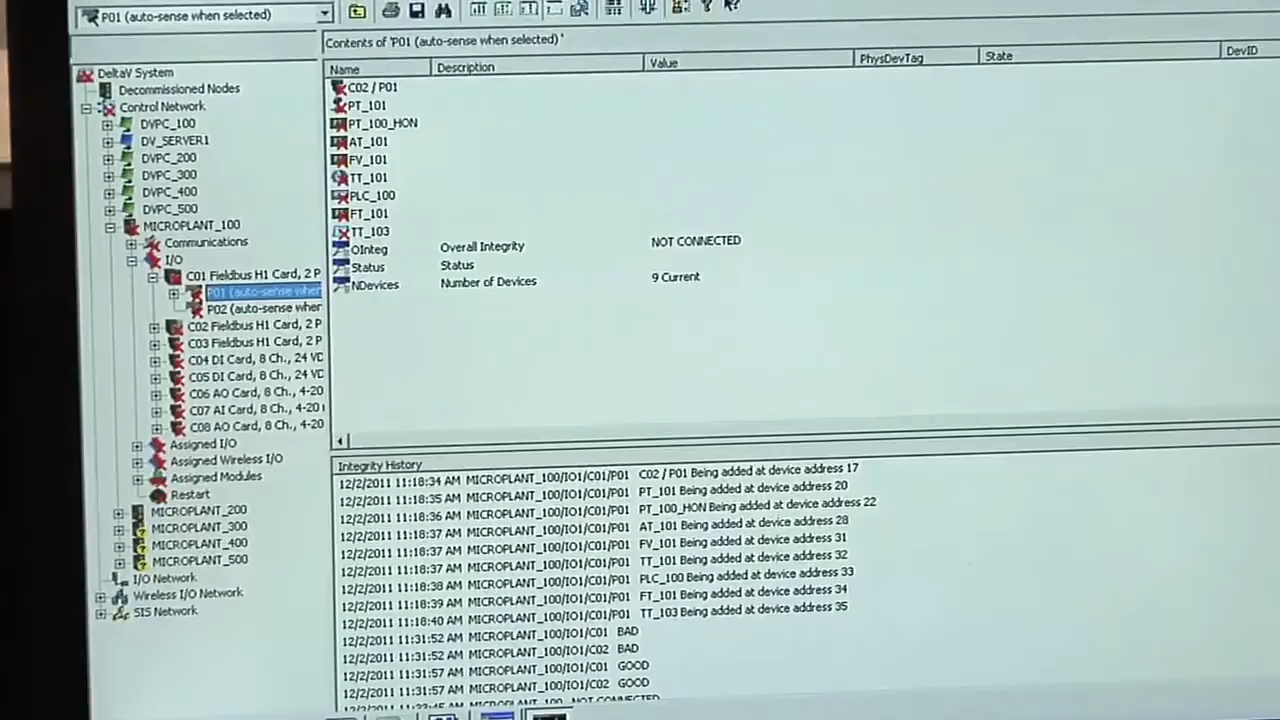 P01 (auto-sense when selected)
Contents of 'P01 (auto-sense when selected)'
Name Description Value PhysDevTag State DevID
DeltaV System
Decommissioned Nodes
Control Network
DVPC_100
DV_SERVER1
DVPC_200
DVPC_300
DVPC_400
DVPC_500
MICROPLANT_100
Communications
I/O
C01 Fieldbus H1 Card, 2 P
P01 (auto-sense when
P02 (auto-sense wher
C02 Fieldbus H1 Card, 2 P
C03 Fieldbus H1 Card, 2 P
C04 DI Card, 8 Ch., 24 VD
C05 DI Card, 8 Ch., 24 VD
C06 AO Card, 8 Ch., 4-20
C07 AI Card, 8 Ch., 4-20
C08 AO Card, 8 Ch., 4-20
Assigned I/O
Assigned Wireless I/O
Assigned Modules
Restart
MICROPLANT_200
MICROPLANT_300
MICROPLANT_400
MICROPLANT_500
I/O Network
Wireless I/O Network
SIS Network
C02 / P01
PT_101
PT_100_HON
AT_101
FV_101
TT_101
PLC_100
FT_101
TT_103
OInteg Overall Integrity NOT CONNECTED
Status Status
NDevices Number of Devices 9 Current
Integrity History
12/2/2011 11:18:34 AM MICROPLANT_100/IO1/C01/P01 C02 / P01 Being added at device address 17
12/2/2011 11:18:35 AM MICROPLANT_100/IO1/C01/P01 PT_101 Being added at device address 20
12/2/2011 11:18:36 AM MICROPLANT_100/IO1/C01/P01 PT_100_HON Being added at device address 22
12/2/2011 11:18:37 AM MICROPLANT_100/IO1/C01/P01 AT_101 Being added at device address 28
12/2/2011 11:18:37 AM MICROPLANT_100/IO1/C01/P01 FV_101 Being added at device address 31
12/2/2011 11:18:37 AM MICROPLANT_100/IO1/C01/P01 TT_101 Being added at device address 32
12/2/2011 11:18:38 AM MICROPLANT_100/IO1/C01/P01 PLC_100 Being added at device address 33
12/2/2011 11:18:39 AM MICROPLANT_100/IO1/C01/P01 FT_101 Being added at device address 34
12/2/2011 11:18:40 AM MICROPLANT_100/IO1/C01/P01 TT_103 Being added at device address 35
12/2/2011 11:31:52 AM MICROPLANT_100/IO1/C01 BAD
12/2/2011 11:31:52 AM MICROPLANT_100/IO1/C02 BAD
12/2/2011 11:31:57 AM MICROPLANT_100/IO1/C01 GOOD
12/2/2011 11:31:57 AM MICROPLANT_100/IO1/C02 GOOD
12/2/2011 11:33:45 AM MICROPLANT_100 NOT CONNECTED